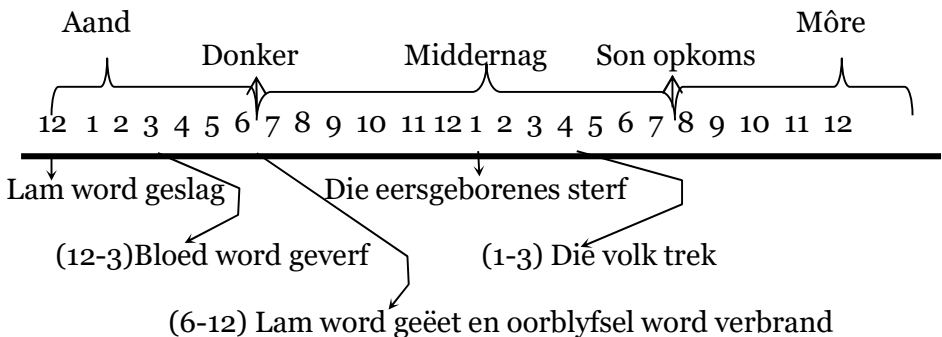 Aand Môre
Donker Middernag Son opkoms
12 1 2 3 4 5 6 7 8 9 10 11 12 1 2 3 4 5 6 7 8 9 10 11 12
Lam word geslag Die eersgeborenes sterf
(12-3)Bloed word geverf (1-3) Die volk trek
(6-12) Lam word geëet en oorblyfsel word verbrand